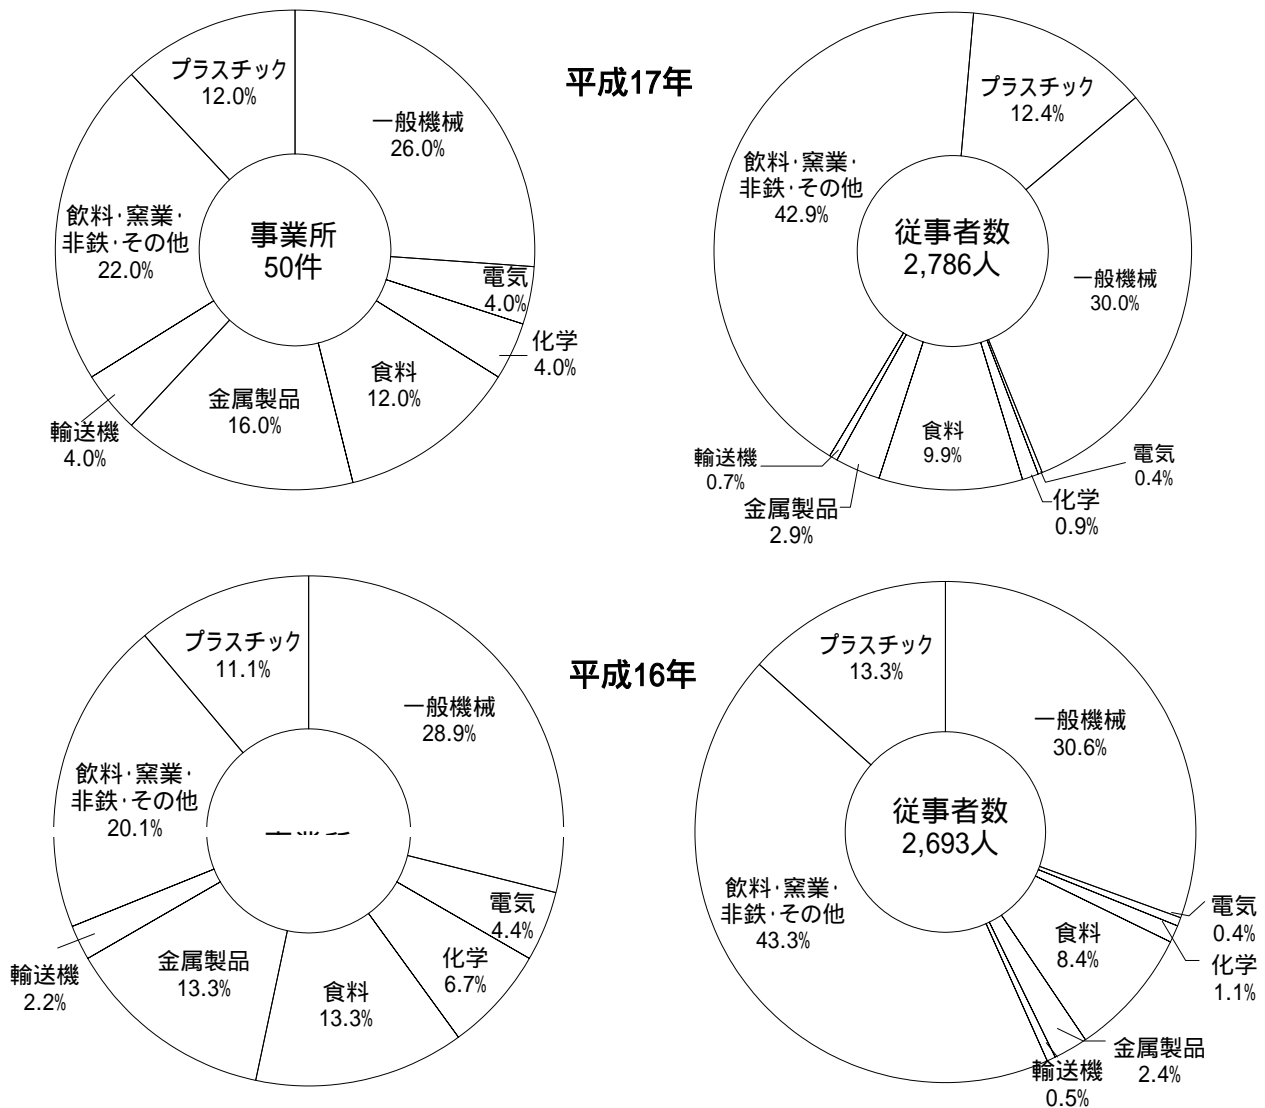 平成17年
プラスチック
12.0%
一般機械
26.0%
飲料･窯業･
非鉄･その他
22.0%
事業所
50件
電気
4.0%
化学
4.0%
食料
12.0%
金属製品
16.0%
輸送機
4.0%
プラスチック
12.4%
飲料･窯業･
非鉄･その他
42.9%
従事者数
2,786人
一般機械
30.0%
食料
9.9%
輸送機
0.7%
金属製品
2.9%
電気
0.4%
化学
0.9%
平成16年
プラスチック
11.1%
一般機械
28.9%
飲料･窯業･
非鉄･その他
20.1%
電気
4.4%
化学
6.7%
食料
13.3%
金属製品
13.3%
輸送機
2.2%
プラスチック
13.3%
一般機械
30.6%
従事者数
2,693人
飲料･窯業･
非鉄･その他
43.3%
電気
0.4%
食料
8.4%
化学
1.1%
金属製品
2.4%
輸送機
0.5%